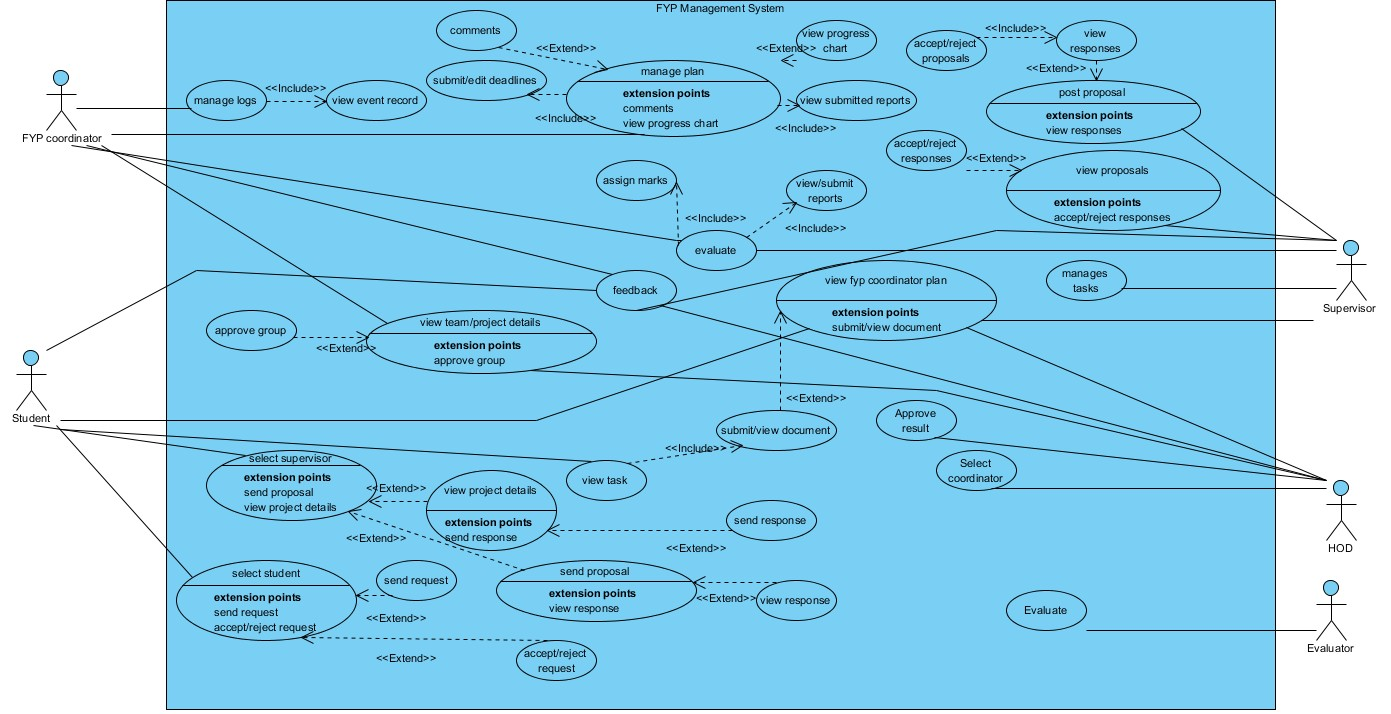 FYP Management System
comments
<<Extend>>
view progress
chart
<<Extend>>
<<Include>>
accept/reject
proposals
view
responses
<<Extend>>
manage logs
<<Include>>
view event record
submit/edit deadlines
<<Include>>
manage plan
extension points
comments
view progress chart
view submitted reports
<<Include>>
post proposal
extension points
view responses
FYP coordinator
accept/reject
responses
<<Extend>>
view proposals
extension points
accept/reject responses
assign marks
<<Include>>
view/submit
reports
<<Include>>
evaluate
feedback
view fyp coordinator plan
extension points
submit/view document
manages
tasks
Supervisor
approve group
<<Extend>>
view team/project details
extension points
approve group
Student
<<Extend>>
submit/view document
<<Include>>
view task
Approve
result
Select
coordinator
HOD
select supervisor
extension points
send proposal
view project details
<<Extend>>
view project details
extension points
send response
<<Extend>>
send response
<<Extend>>
select student
extension points
send request
accept/reject request
send request
<<Extend>>
send proposal
extension points
view response
<<Extend>>
view response
accept/reject
request
<<Extend>>
Evaluate
Evaluator